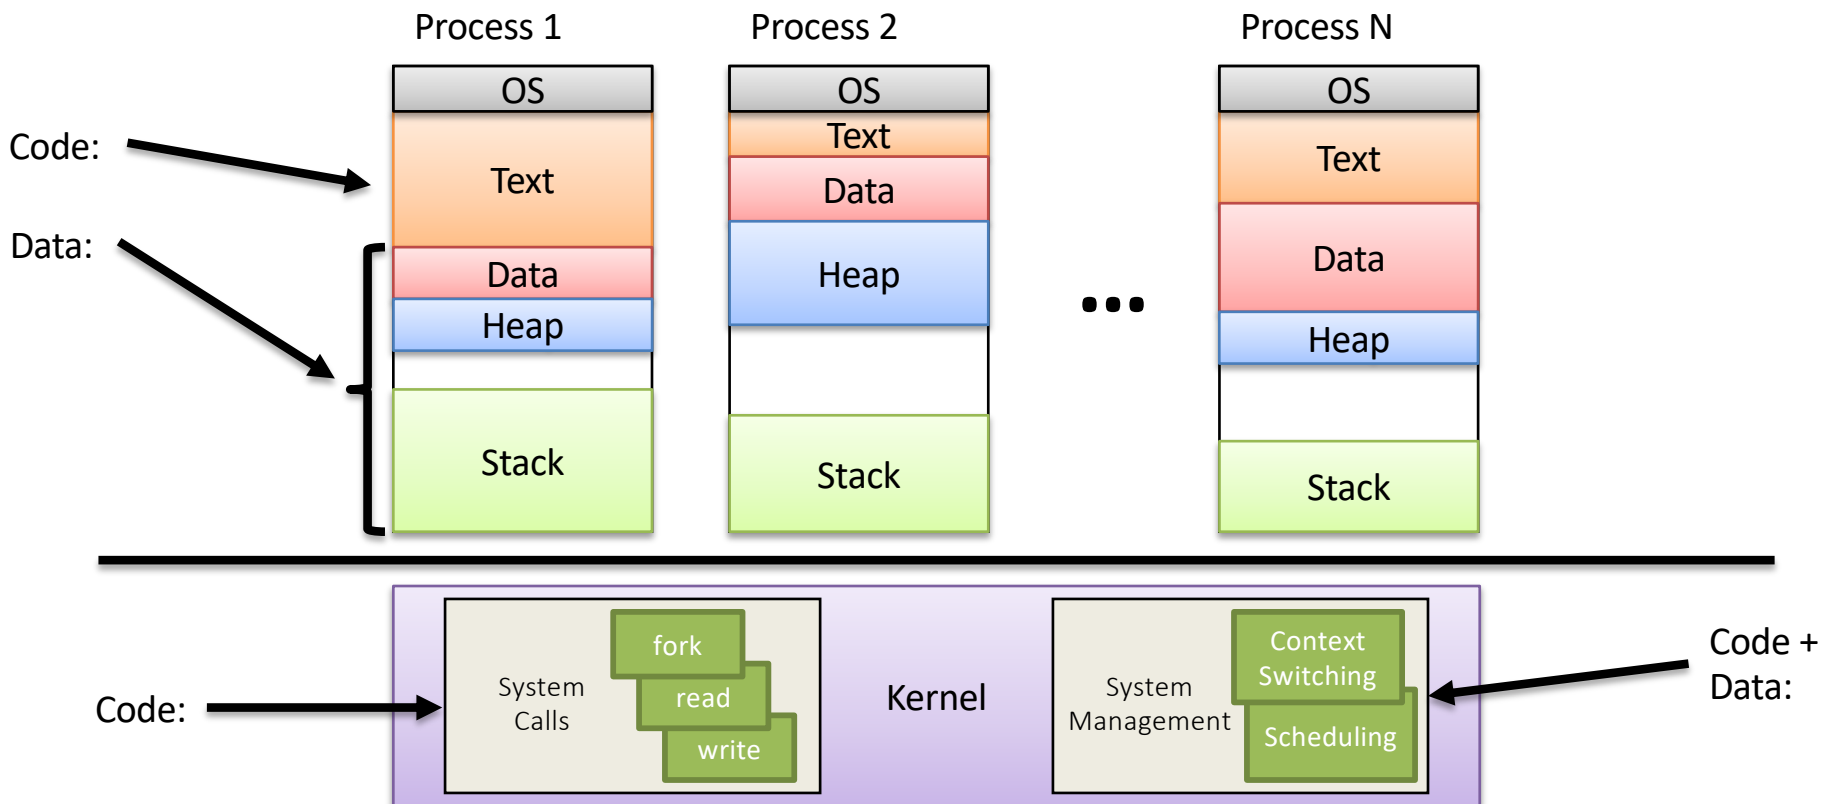 Process 1
Process 2
Process N
OS
OS
OS
Code:
Text
Text
Text
Data:
Data
Data
Data
Heap
Heap
Heap
...
Stack
Stack
Stack
Code:
System
Calls
fork
read
write
Kernel
System
Management
Context
Switching
Scheduling
Code +
Data: